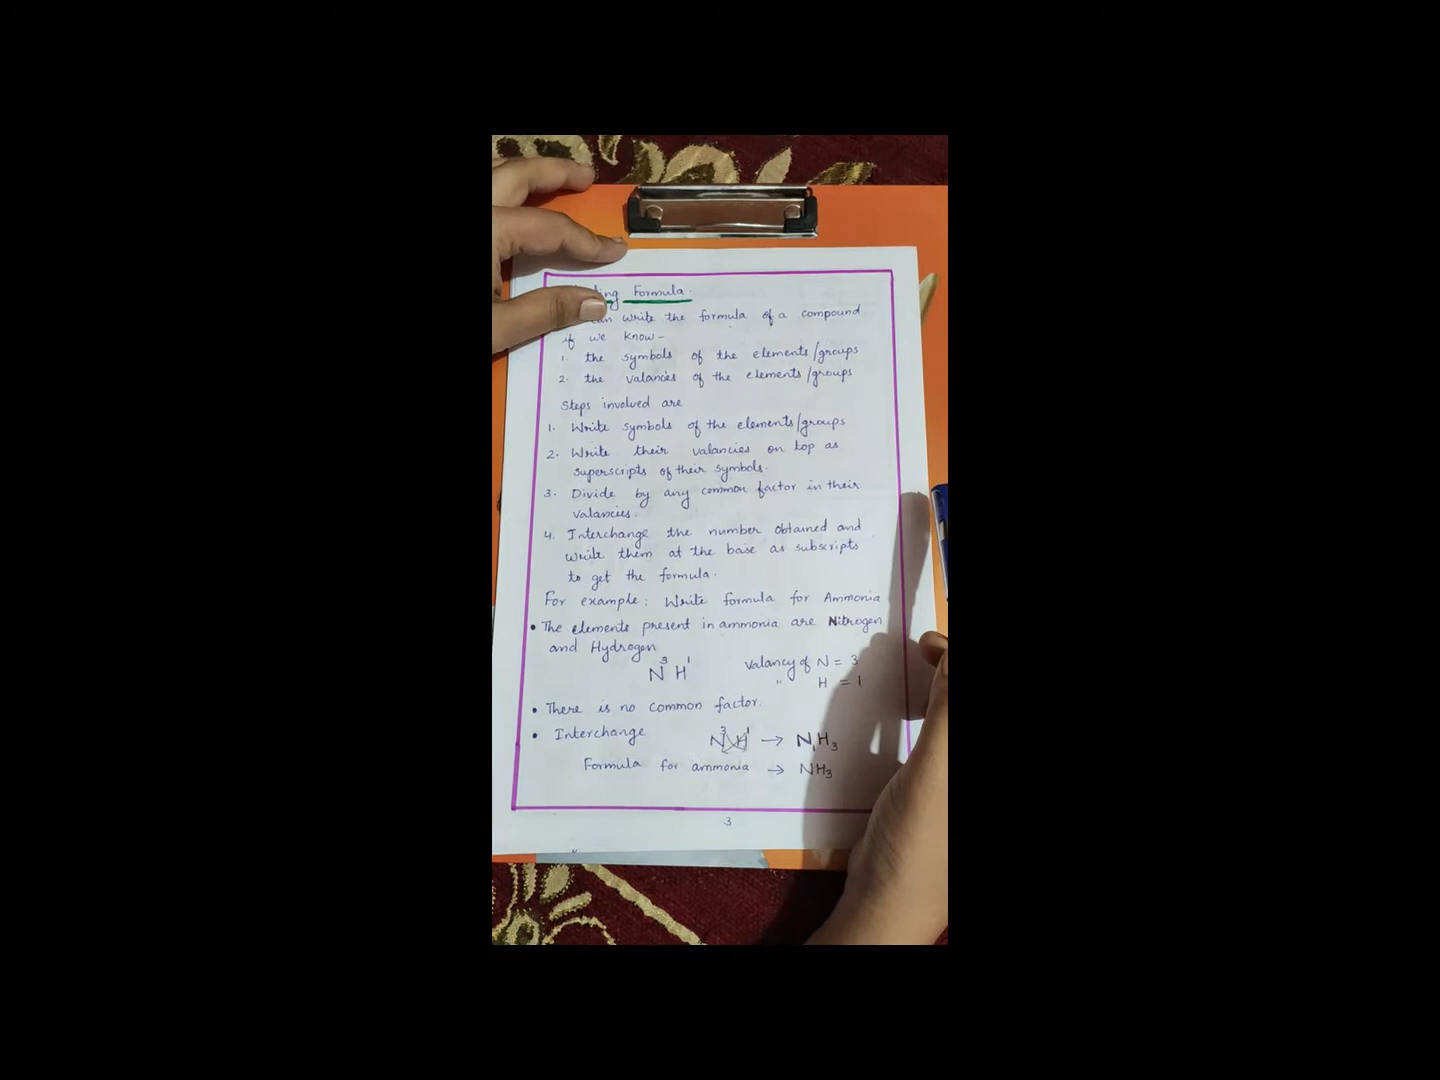 Formula.
can write the formula of a compound
if we know -
1. the symbols of the elements/groups
2. the valancies of the elements/groups
Steps involved are
1. Write symbols of the elements/groups
2. Write their valancies on top as
superscripts of their symbols.
3. Divide by any common factor in their
valancies.
4. Interchange the number obtained and
write them at the base as subscripts
to get the formula.
For example: Write formula for Ammonia
• The elements present in ammonia are Nitrogen
and Hydrogen
N³ H¹ valancy of N = 3
" H = 1
• There is no common factor.
• Interchange N³ H¹ → N₁H₃
Formula for ammonia → NH₃
3